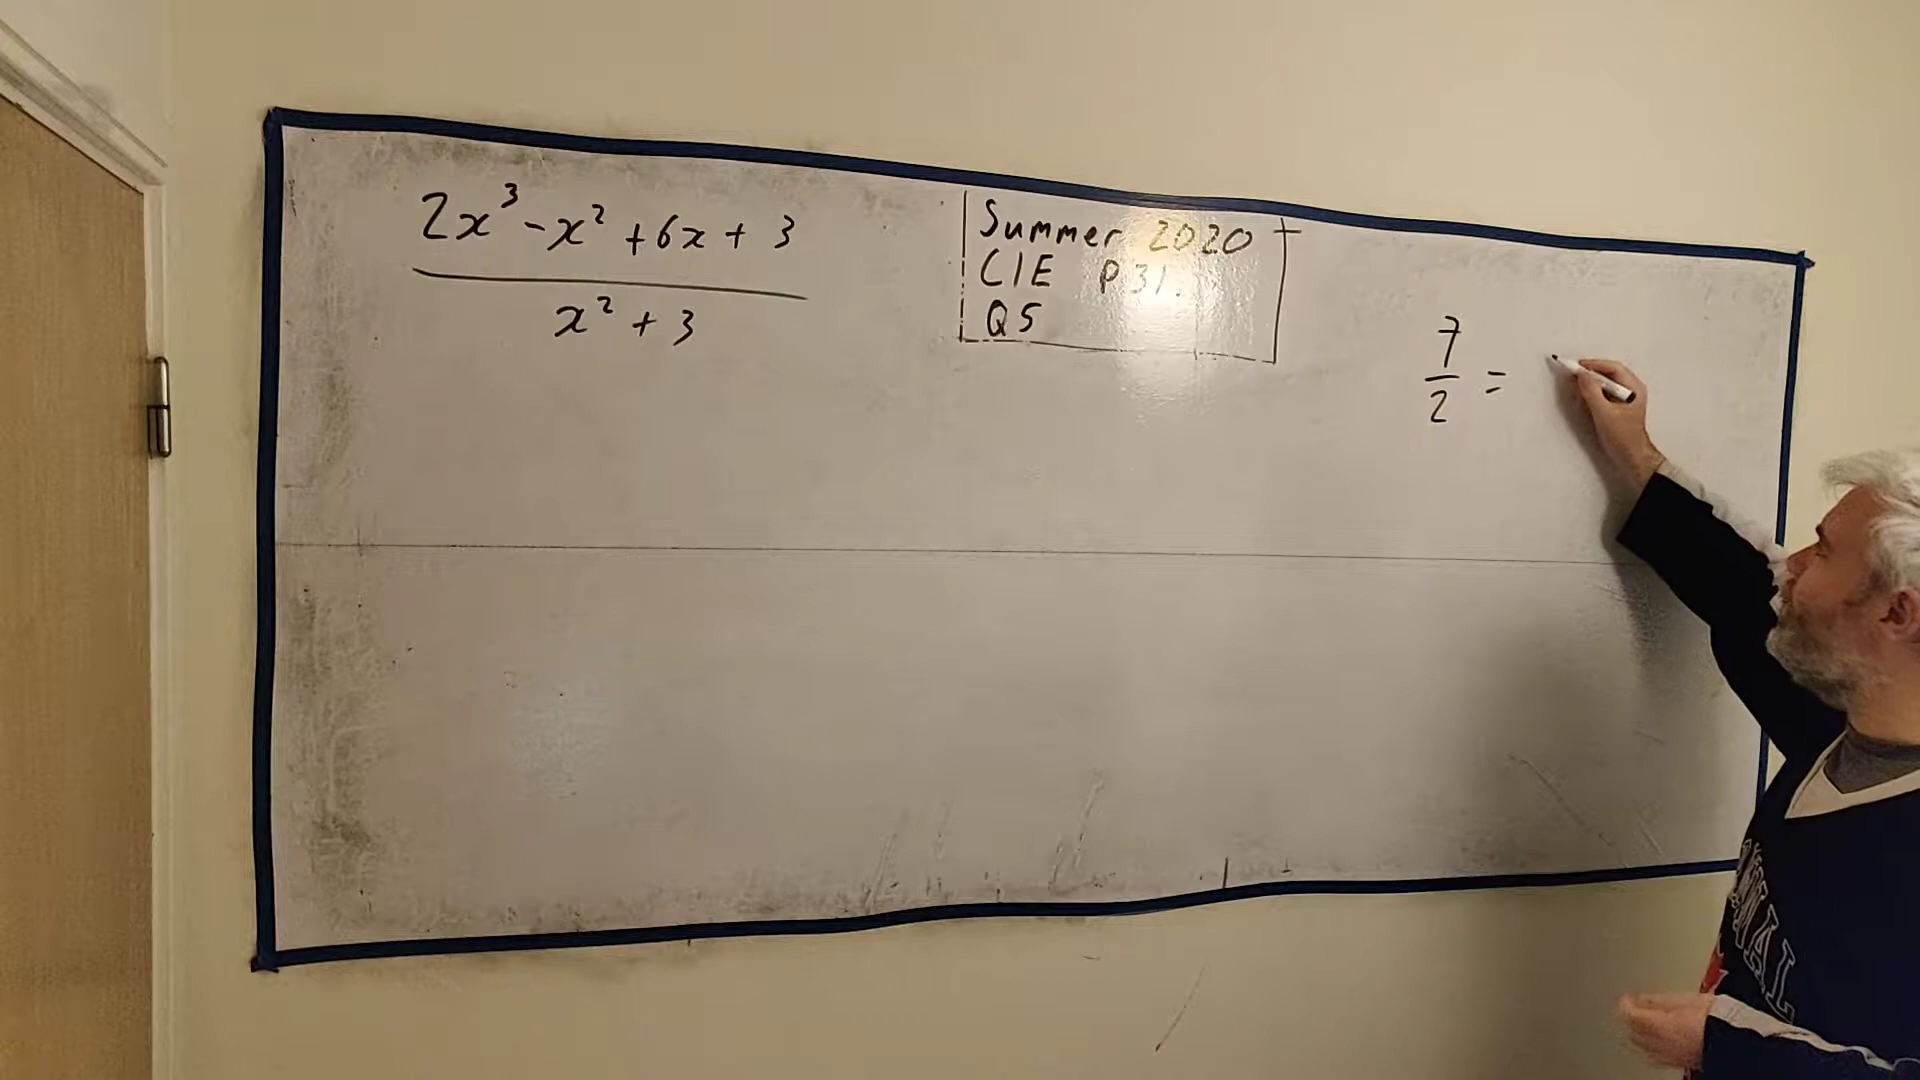 2x³ - x² + 6x + 3
x² + 3
Summer 2020
CIE P31.
Q5
7
2 =